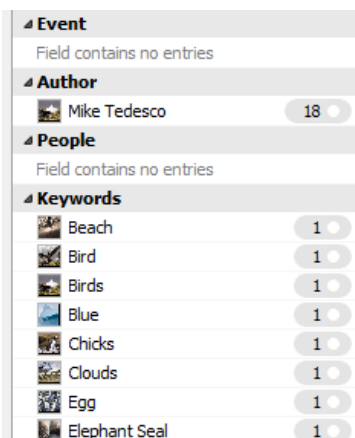 Event
Field contains no entries
Author
Mike Tedesco 18
People
Field contains no entries
Keywords
Beach 1
Bird 1
Birds 1
Blue 1
Chicks 1
Clouds 1
Egg 1
Elephant Seal 1